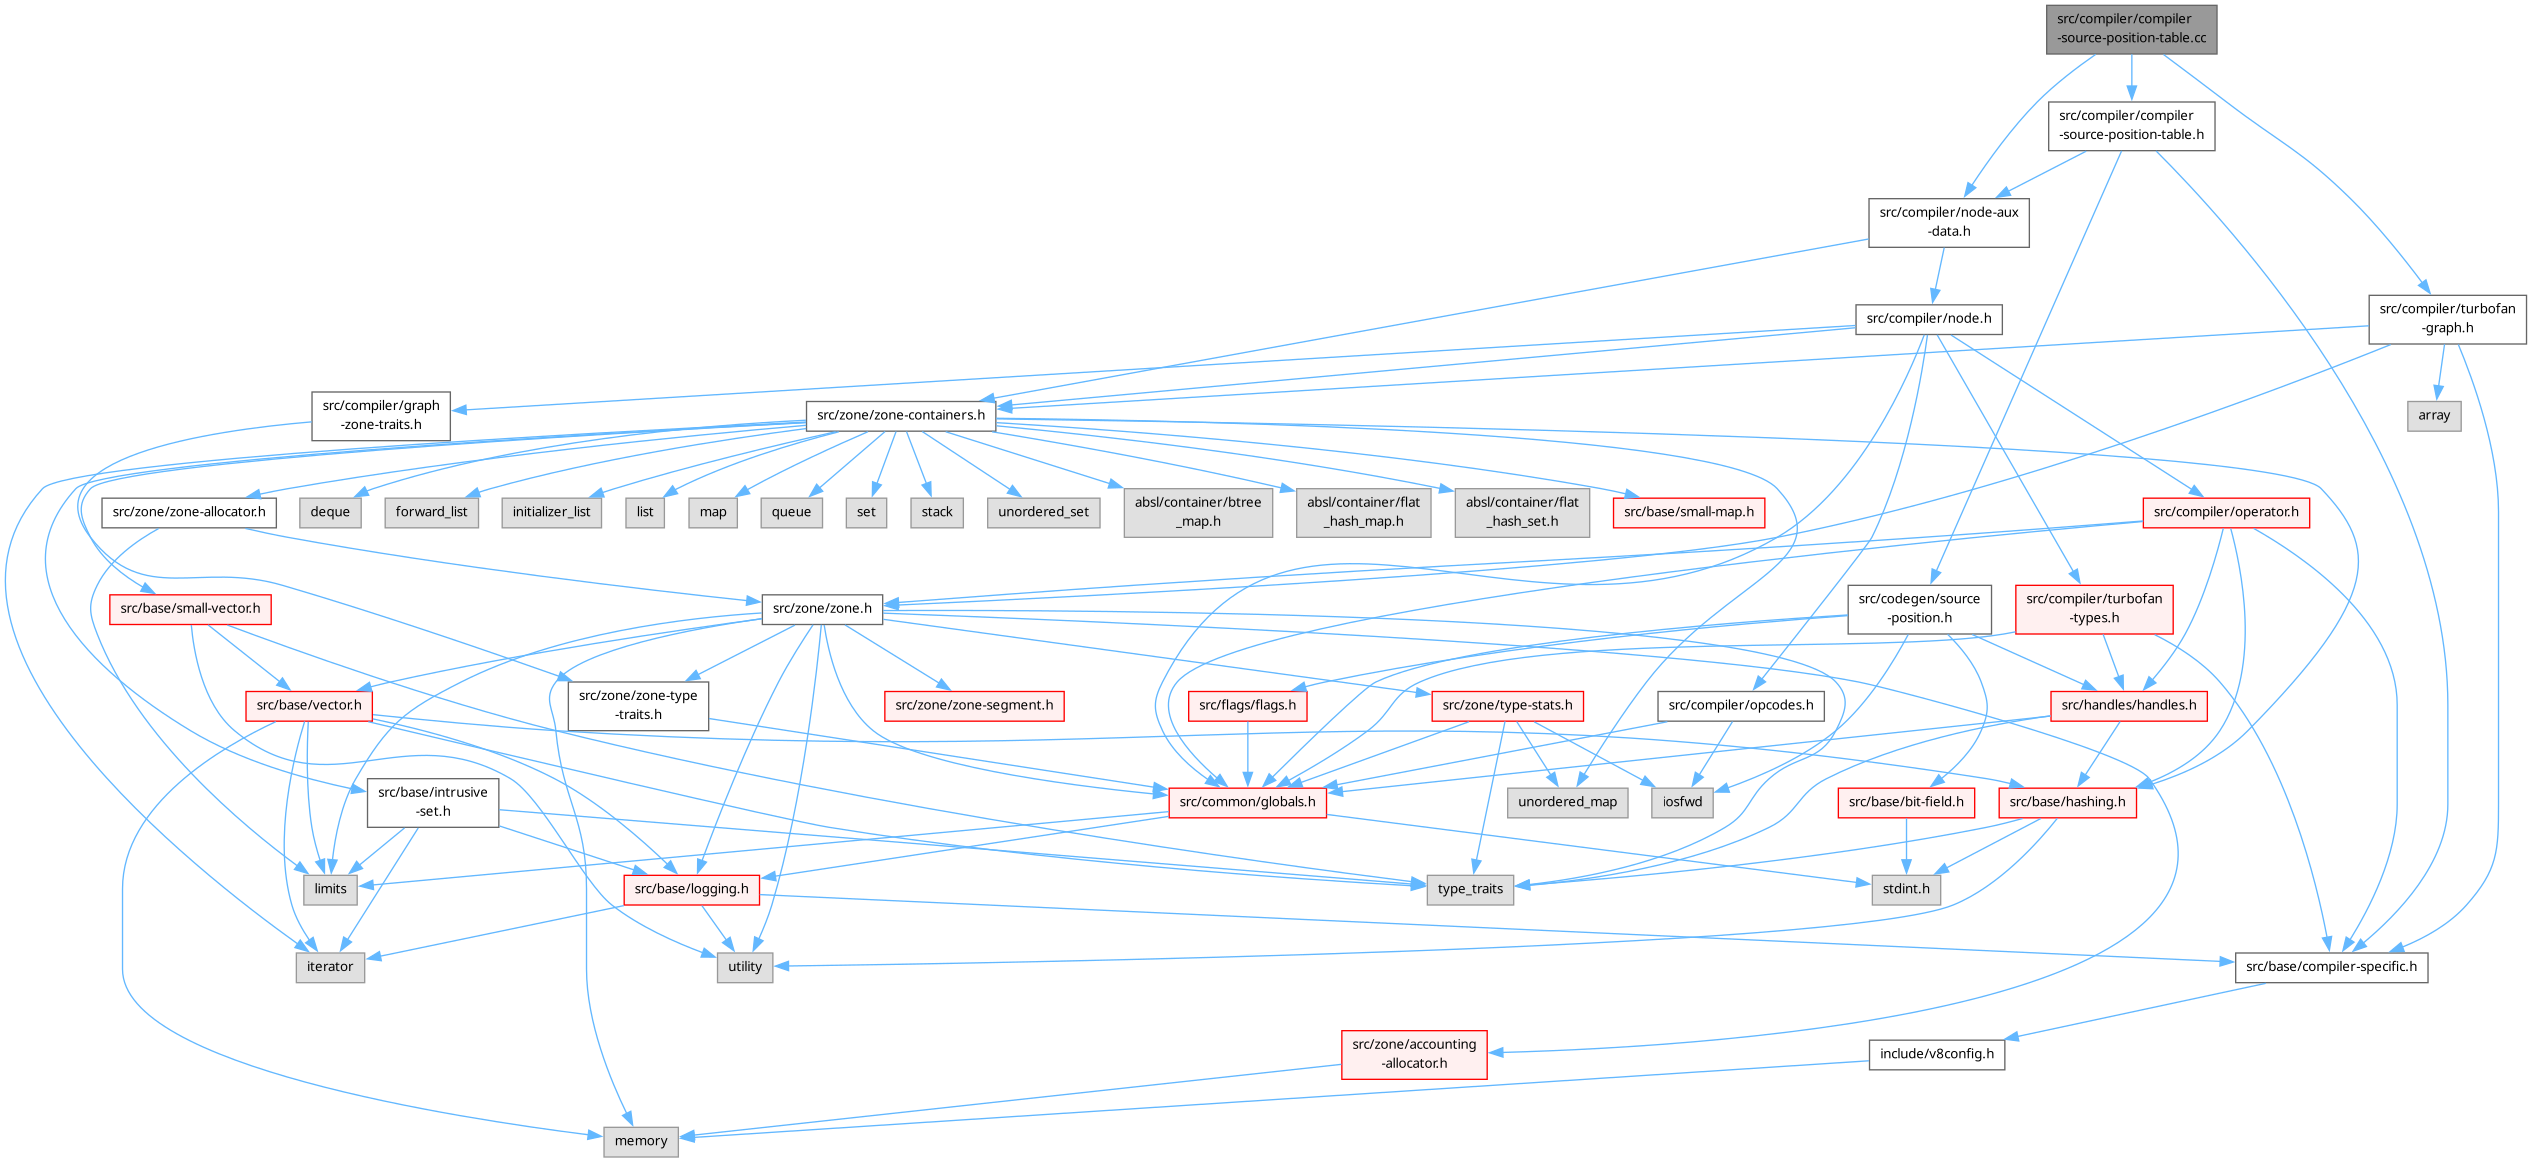 src/compiler/compiler
-source-position-table.cc
src/compiler/compiler
-source-position-table.h
src/compiler/node-aux
-data.h
src/compiler/node.h
src/compiler/turbofan
-graph.h
src/compiler/graph
-zone-traits.h
src/zone/zone-containers.h
array
src/zone/zone-allocator.h
deque
forward_list
initializer_list
list
map
queue
set
stack
unordered_set
absl/container/btree
_map.h
absl/container/flat
_hash_map.h
absl/container/flat
_hash_set.h
src/base/small-map.h
src/compiler/operator.h
src/base/small-vector.h
src/zone/zone.h
src/codegen/source
-position.h
src/compiler/turbofan
-types.h
src/base/vector.h
src/zone/zone-type
-traits.h
src/zone/zone-segment.h
src/flags/flags.h
src/zone/type-stats.h
src/compiler/opcodes.h
src/handles/handles.h
src/base/intrusive
-set.h
src/common/globals.h
unordered_map
iosfwd
src/base/bit-field.h
src/base/hashing.h
limits
src/base/logging.h
type_traits
stdint.h
iterator
utility
src/base/compiler-specific.h
src/zone/accounting
-allocator.h
include/v8config.h
memory